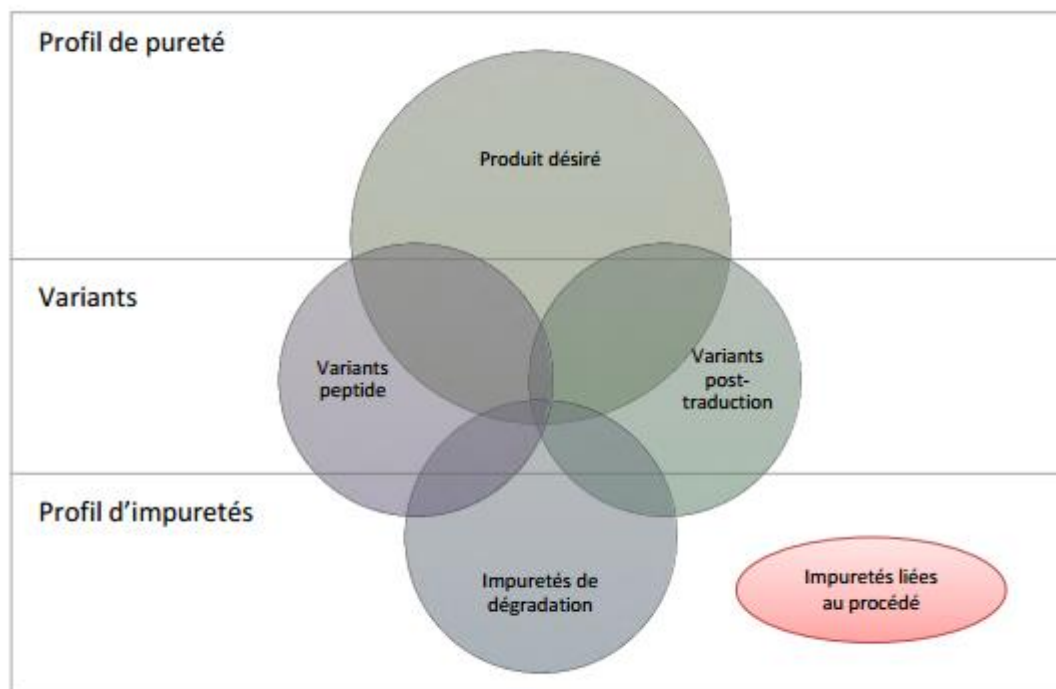 Profil de pureté
Produit désiré
Variants
Variants
peptide
Variants
post-
traduction
Profil d'impuretés
Impuretés de
dégradation
Impuretés liées
au procédé